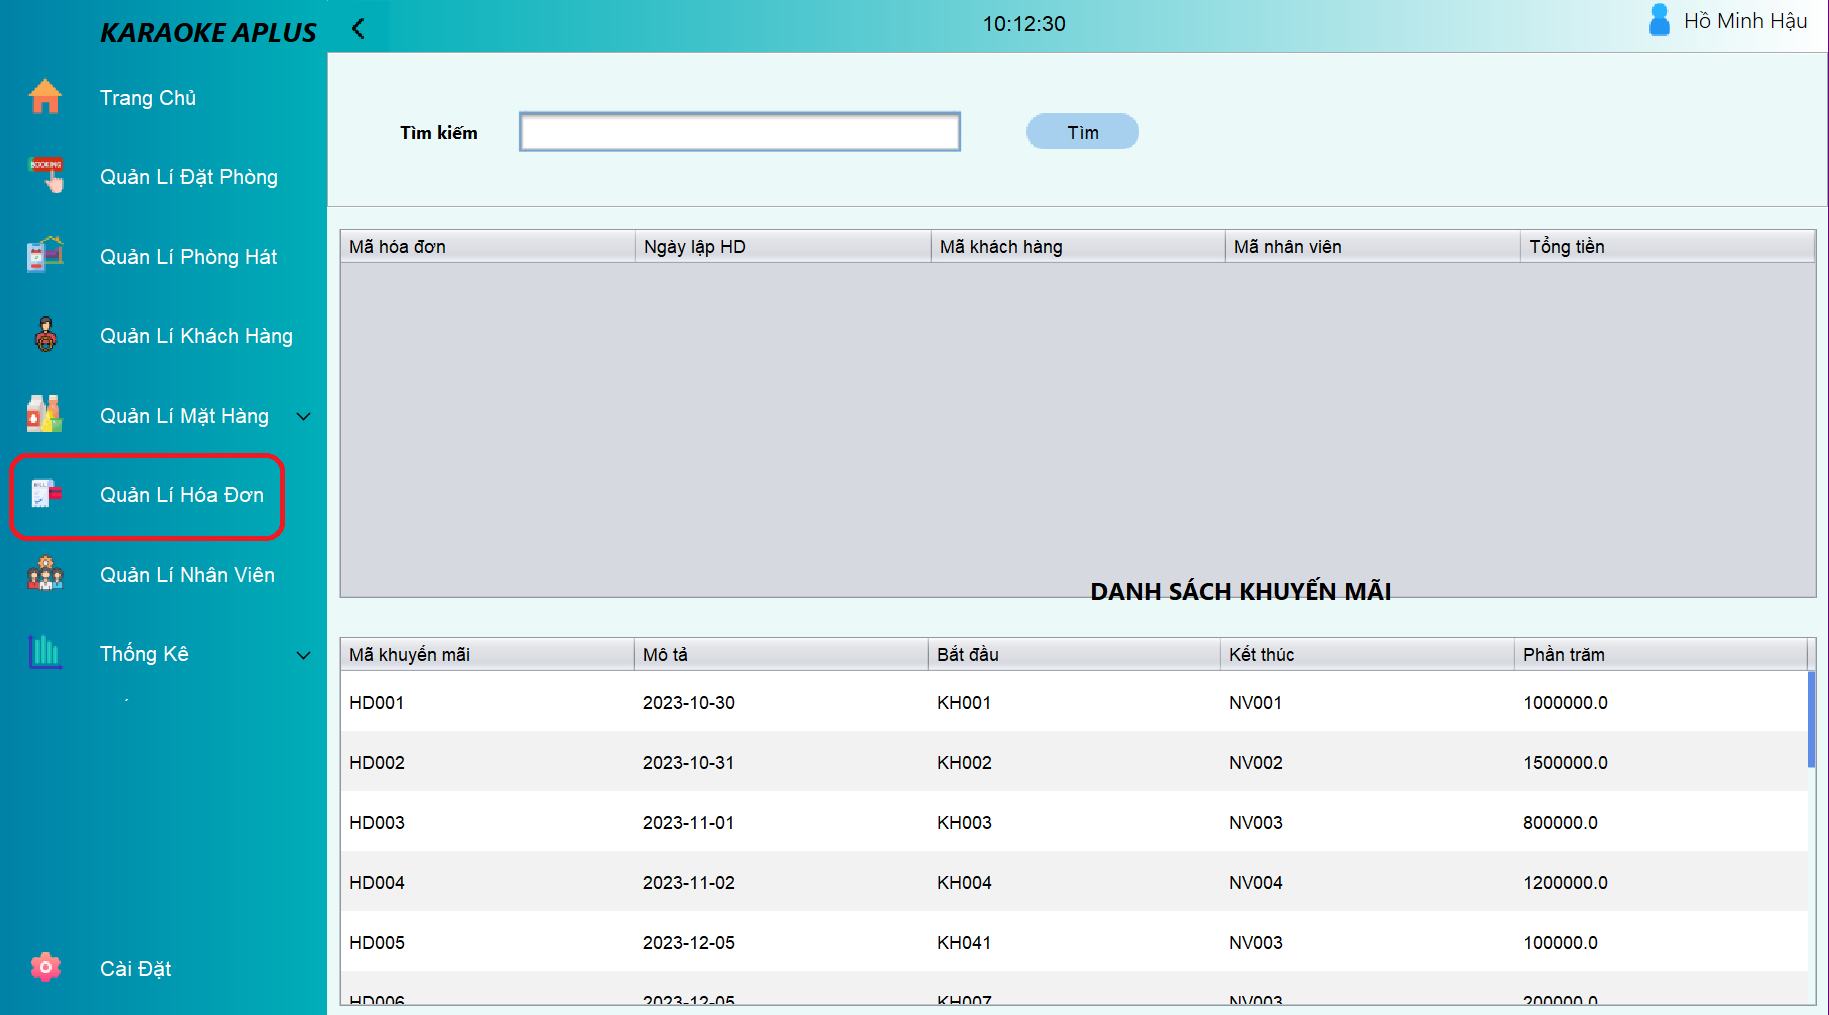 KARAOKE APLUS
10:12:30
Hồ Minh Hậu
Trang Chủ
BOOKING
Quản Lí Đặt Phòng
Quản Lí Phòng Hát
Quản Lí Khách Hàng
Quản Lí Mặt Hàng
Quản Lí Hóa Đơn
Quản Lí Nhân Viên
Thống Kê
Cài Đặt
Tìm kiếm
Tìm
Mã hóa đơn Ngày lập HD Mã khách hàng Mã nhân viên Tổng tiền
DANH SÁCH KHUYẾN MÃI
Mã khuyến mãi Mô tả Bắt đầu Kết thúc Phần trăm
HD001 2023-10-30 KH001 NV001 1000000.0
HD002 2023-10-31 KH002 NV002 1500000.0
HD003 2023-11-01 KH003 NV003 800000.0
HD004 2023-11-02 KH004 NV004 1200000.0
HD005 2023-12-05 KH041 NV003 100000.0
HD006 2023-12-05 KH007 NV003 200000.0